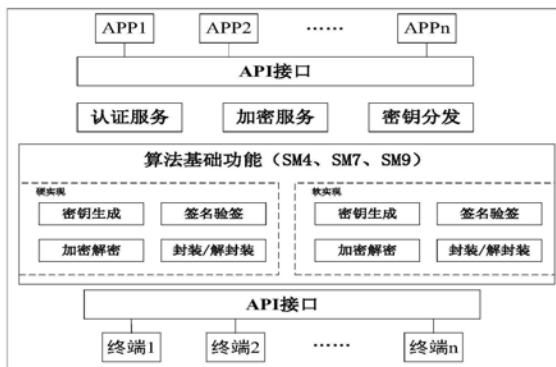 APP1 APP2 …… APPn
API接口
认证服务 加密服务 密钥分发
算法基础功能（SM4、SM7、SM9）
硬实现 软实现
密钥生成 签名验签 密钥生成 签名验签
加密解密 封装/解封装 加密解密 封装/解封装
API接口
终端1 终端2 …… 终端n